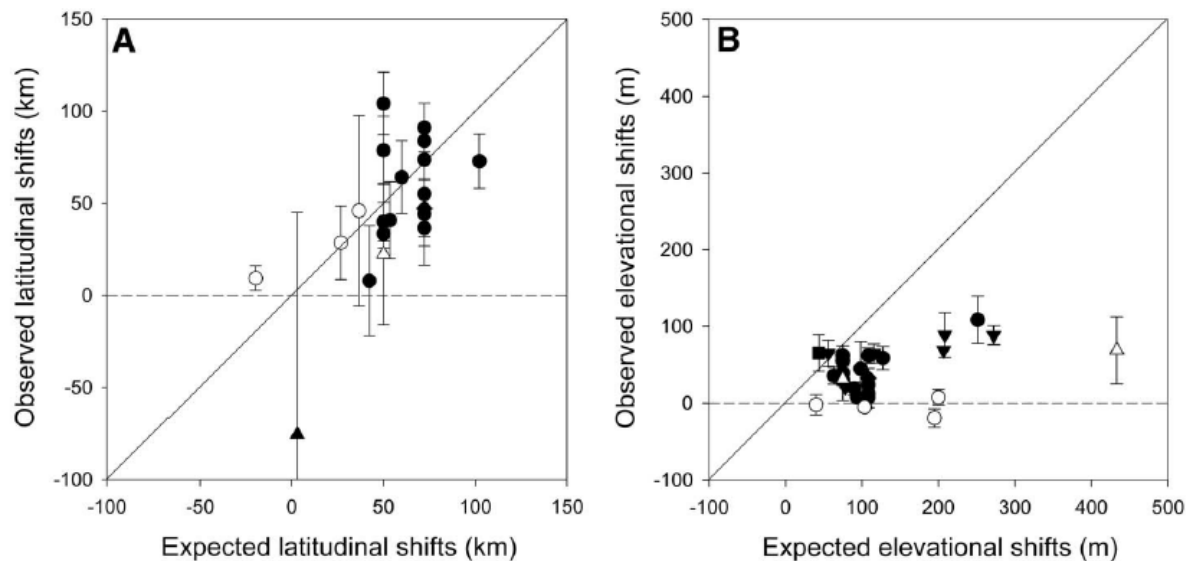 A
Observed latitudinal shifts (km)
150
100
50
0
-50
-100
-100 -50 0 50 100 150
Expected latitudinal shifts (km)
B
Observed elevational shifts (m)
500
400
300
200
100
0
-100
-100 0 100 200 300 400 500
Expected elevational shifts (m)